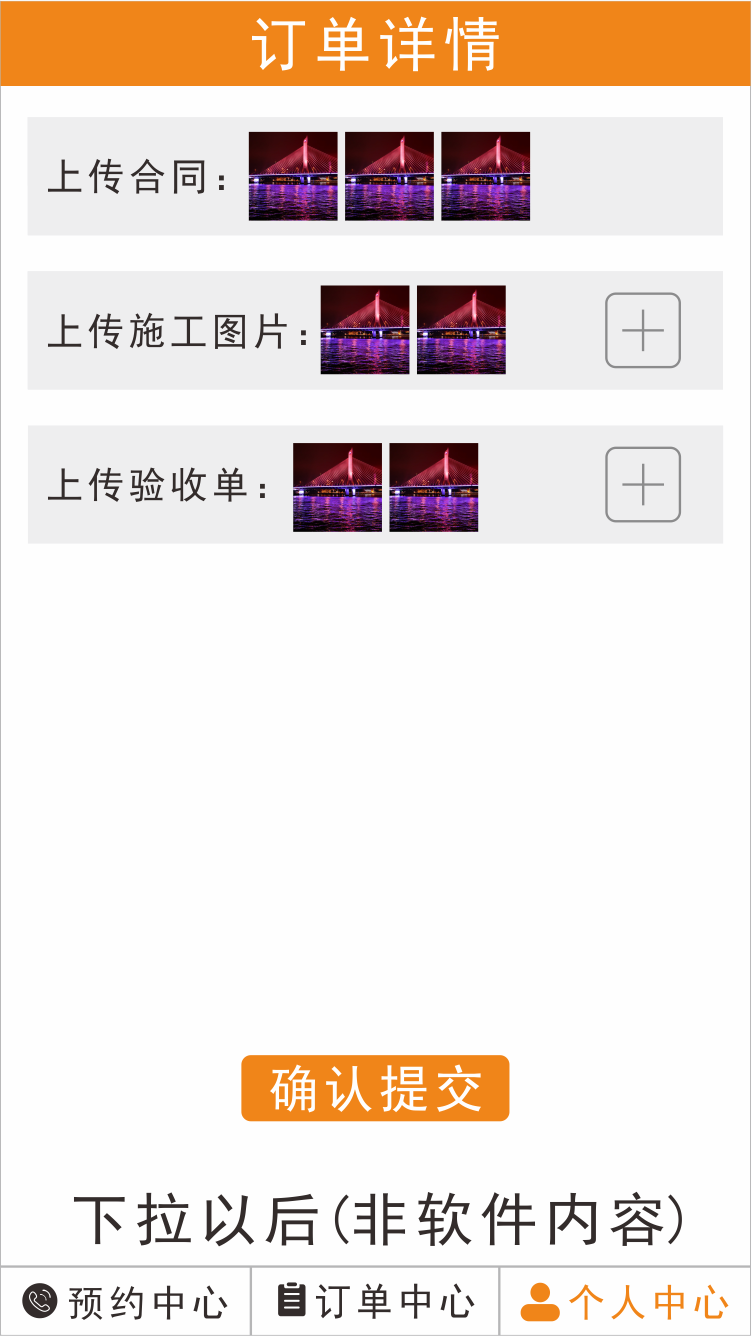 订单详情
上传合同：
上传施工图片：
上传验收单：
确认提交
下拉以后(非软件内容)
预约中心 订单中心 个人中心